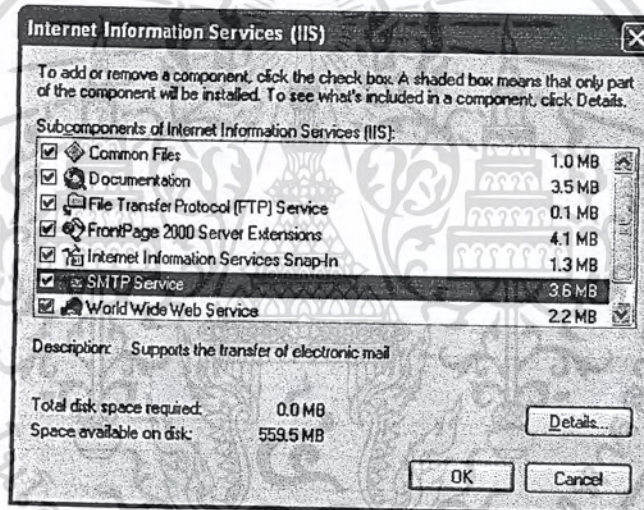 Internet Information Services (IIS)
To add or remove a component, click the check box. A shaded box means that only part
of the component will be installed. To see what's included in a component, click Details.
Subcomponents of Internet Information Services (IIS):
Common Files 1.0 MB
Documentation 3.5 MB
File Transfer Protocol (FTP) Service 0.1 MB
FrontPage 2000 Server Extensions 4.1 MB
Internet Information Services Snap-In 1.3 MB
SMTP Service 3.6 MB
World Wide Web Service 2.2 MB
Description: Supports the transfer of electronic mail
Total disk space required: 0.0 MB
Space available on disk: 559.5 MB
Details...
OK
Cancel